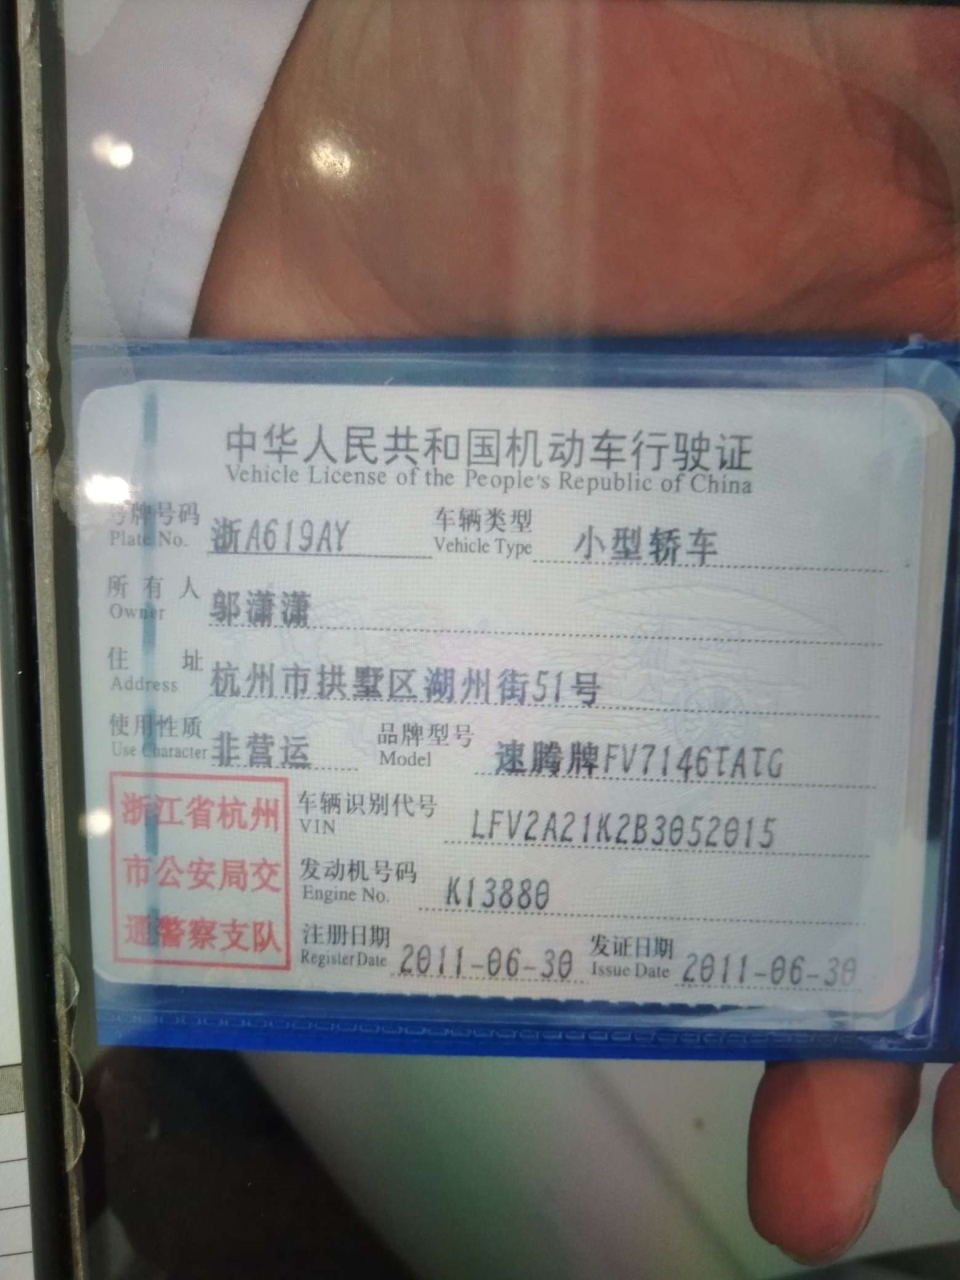 中华人民共和国机动车行驶证
Vehicle License of the People's Republic of China
号牌号码 浙A619AY 车辆类型 小型轿车
Plate No. Vehicle Type
所有人 邬潇潇
Owner
住址 杭州市拱墅区湖州街51号
Address
使用性质 非营运 品牌型号 速腾牌FV7146TATG
Use Character Model
浙江省杭州
市公安局交
通警察支队
车辆识别代号 LFV2A21K2B3052015
VIN
发动机号码 K13880
Engine No.
注册日期 2011-06-30 发证日期 2011-06-30
Register Date Issue Date